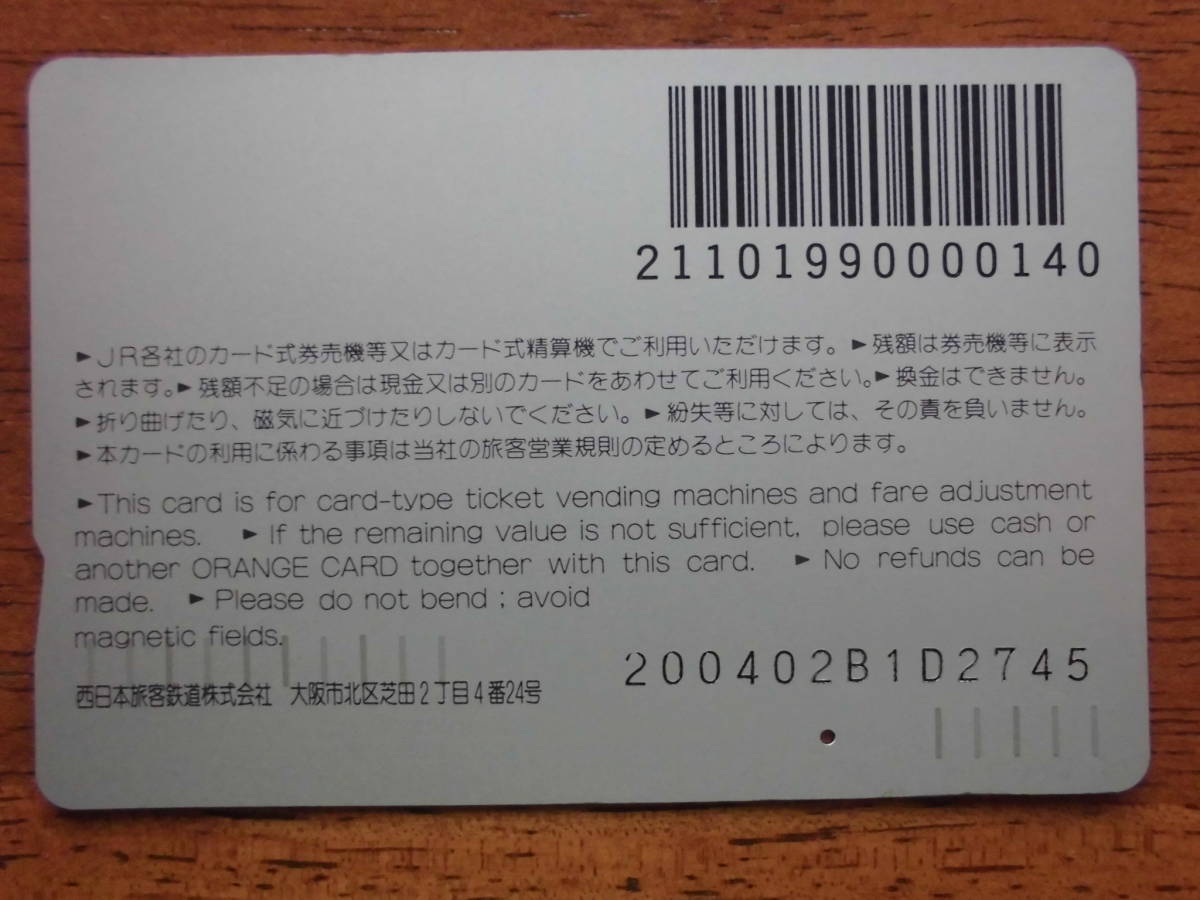 21101990000140
►JR各社のカード式券売機等又はカード式精算機でご利用いただけます。►残額は券売機等に表示
されます。►残額不足の場合は現金又は別のカードをあわせてご利用ください。►換金はできません。
►折り曲げたり、磁気に近づけたりしないでください。►紛失等に対しては、その責を負いません。
►本カードの利用に係わる事項は当社の旅客営業規則の定めるところによります。
►This card is for card-type ticket vending machines and fare adjustment
machines. ►If the remaining value is not sufficient, please use cash or
another ORANGE CARD together with this card. ►No refunds can be
made. ►Please do not bend ; avoid
magnetic fields.
200402B1D2745
西日本旅客鉄道株式会社 大阪市北区芝田2丁目4番24号